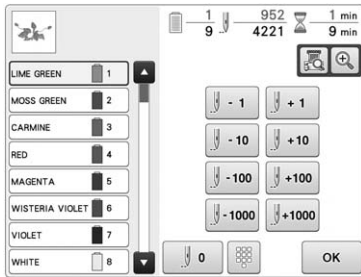 1 952 1 min
9 4221 9 min
LIME GREEN 1
MOSS GREEN 2
CARMINE 3
RED 4
MAGENTA 5
WISTERIA VIOLET 6
VIOLET 7
WHITE 8
- 1 + 1
- 10 +10
- 100 +100
- 1000 +1000
0 OK